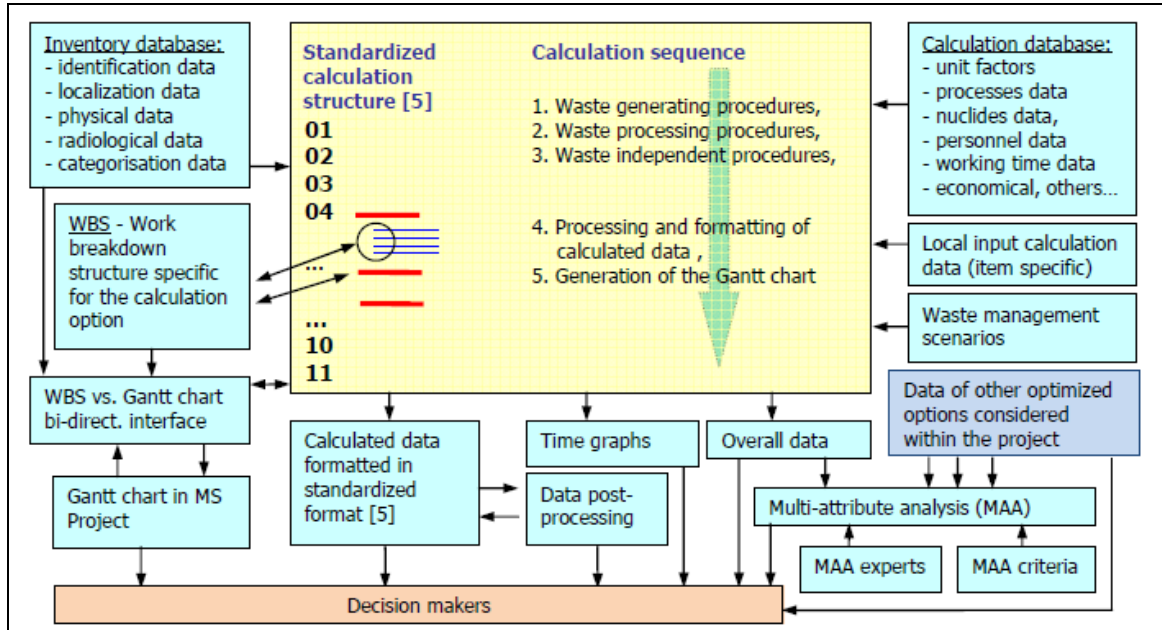 Inventory database:
- identification data
- localization data
- physical data
- radiological data
- categorisation data
WBS - Work
breakdown
structure specific
for the calculation
option
WBS vs. Gantt chart
bi-direct. interface
Gantt chart in MS
Project
Standardized
calculation
structure [5]
01
02
03
04
...
...
10
11
Calculation sequence
1. Waste generating procedures,
2. Waste processing procedures,
3. Waste independent procedures,
4. Processing and formatting of
calculated data ,
5. Generation of the Gantt chart
Calculation database:
- unit factors
- processes data
- nuclides data,
- personnel data
- working time data
- economical, others...
Local input calculation
data (item specific)
Waste management
scenarios
Data of other optimized
options considered
within the project
Calculated data
formatted in
standardized
format [5]
Time graphs
Data post-
processing
Overall data
Multi-attribute analysis (MAA)
MAA experts
MAA criteria
Decision makers